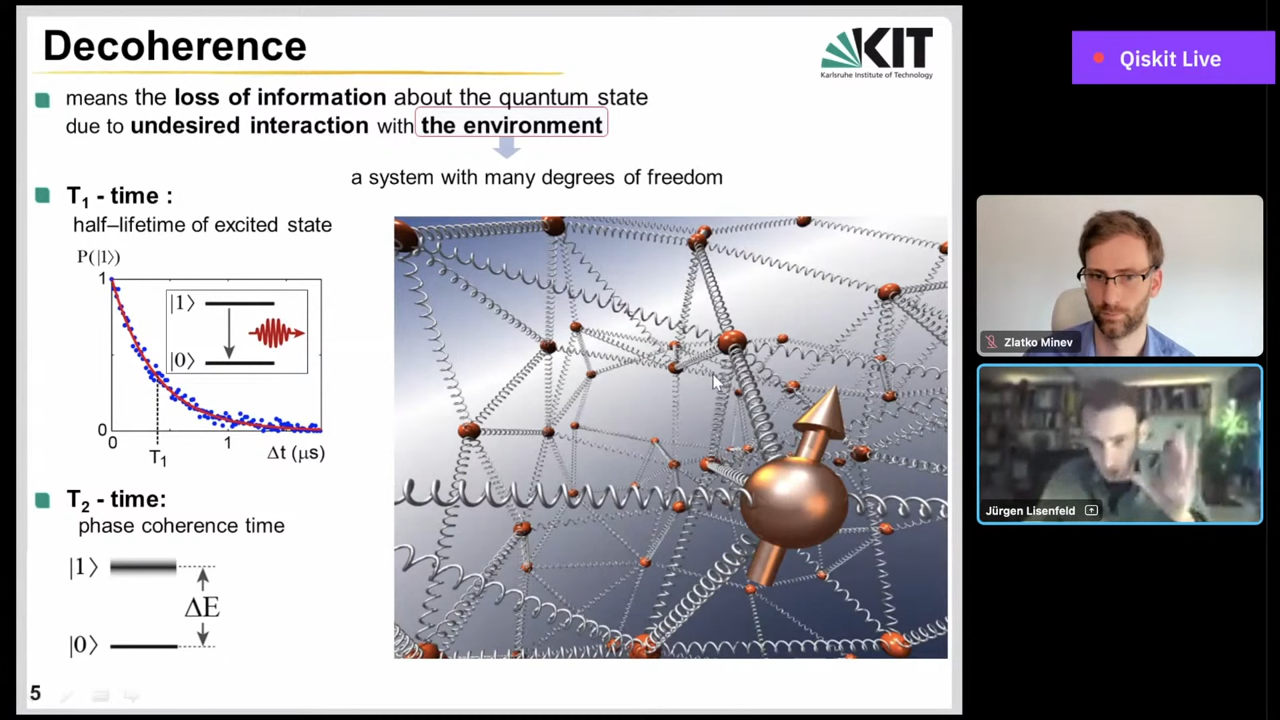 Decoherence
KIT
Karlsruhe Institute of Technology
Qiskit Live
means the loss of information about the quantum state
due to undesired interaction with the environment
a system with many degrees of freedom
T₁ - time :
half–lifetime of excited state
P(|1⟩)
1
|1⟩
|0⟩
0
0
1
Δt (μs)
T₁
T₂ - time:
phase coherence time
|1⟩
ΔE
|0⟩
5
Zlatko Minev
Jürgen Lisenfeld